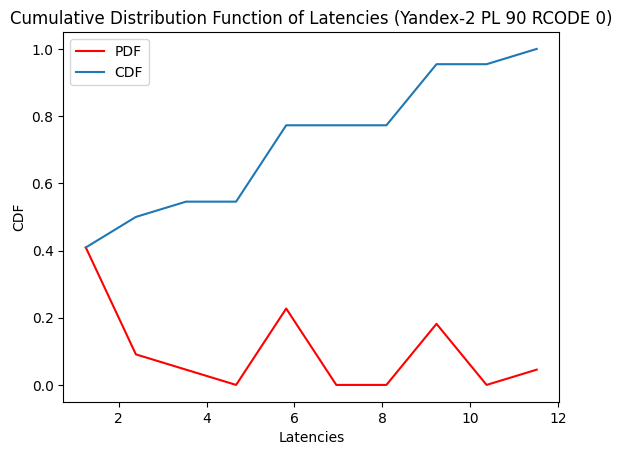 Cumulative Distribution Function of Latencies (Yandex-2 PL 90 RCODE 0)
PDF
CDF
1.0
0.8
0.6
0.4
0.2
0.0
CDF
2 4 6 8 10 12
Latencies